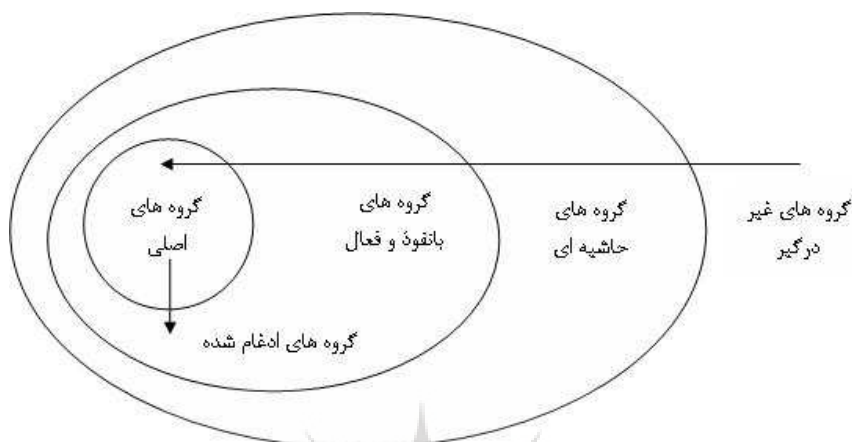 گروه های غیر
درگیر
گروه های
حاشیه ای
گروه های
بانفوذ و فعال
گروه های
اصلی
گروه های ادغام شده